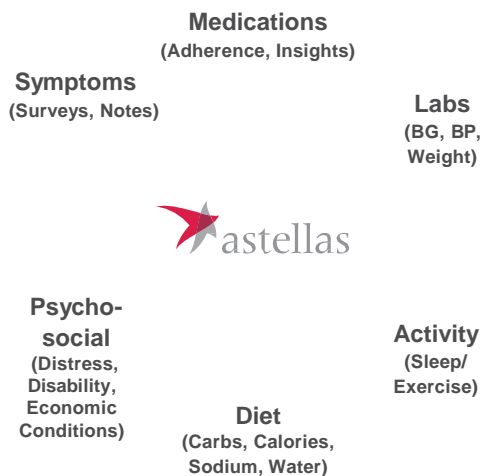 Medications
(Adherence, Insights)
Symptoms
(Surveys, Notes)
Labs
(BG, BP,
Weight)
astellas
Psycho-
social
(Distress,
Disability,
Economic
Conditions)
Activity
(Sleep/
Exercise)
Diet
(Carbs, Calories,
Sodium, Water)